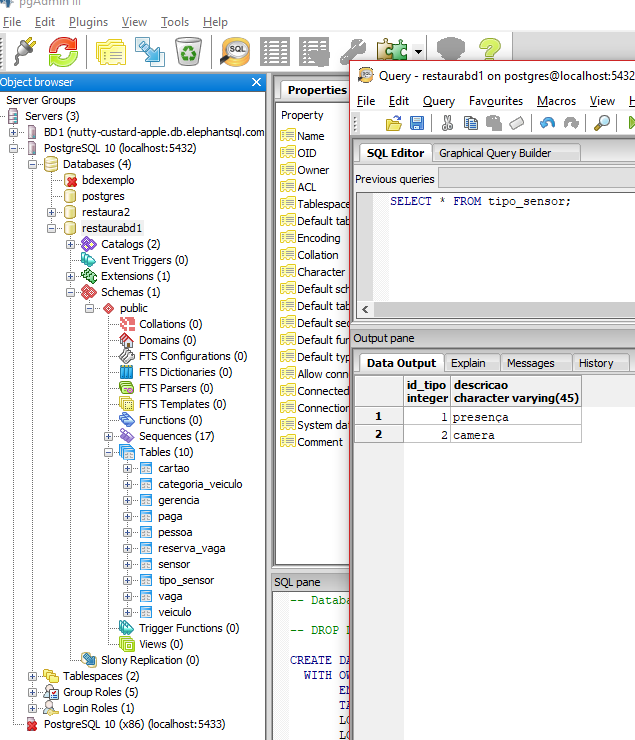 pgAdmin III
File Edit Plugins View Tools Help
SQL
Object browser
Server Groups
Servers (3)
BD1 (nutty-custard-apple.db.elephantsql.com
PostgreSQL 10 (localhost:5432)
Databases (4)
bdexemplo
postgres
restaura2
restaurabd1
Catalogs (2)
Event Triggers (0)
Extensions (1)
Schemas (1)
public
Collations (0)
Domains (0)
FTS Configurations (0)
FTS Dictionaries (0)
FTS Parsers (0)
FTS Templates (0)
Functions (0)
Sequences (17)
Tables (10)
cartao
categoria_veiculo
gerencia
paga
pessoa
reserva_vaga
sensor
tipo_sensor
vaga
veiculo
Trigger Functions (0)
Views (0)
Slony Replication (0)
Tablespaces (2)
Group Roles (5)
Login Roles (1)
PostgreSQL 10 (x86) (localhost:5433)
Properties
Property
Name
OID
Owner
ACL
Tablespace
Default tab
Encoding
Collation
Character
Default sch
Default tab
Default sec
Default fun
Default typ
Allow conn
Connected
Connection
System dat
Comment
SQL pane
-- Databa
-- DROP D
CREATE DA
WITH OW
EN
TA
LC
LC
Query - restaurabd1 on postgres@localhost:5432
File Edit Query Favourites Macros View H
SQL Editor Graphical Query Builder
Previous queries
SELECT * FROM tipo_sensor;
Output pane
Data Output Explain Messages History
id_tipo descricao
integer character varying(45)
1 1 presença
2 2 camera